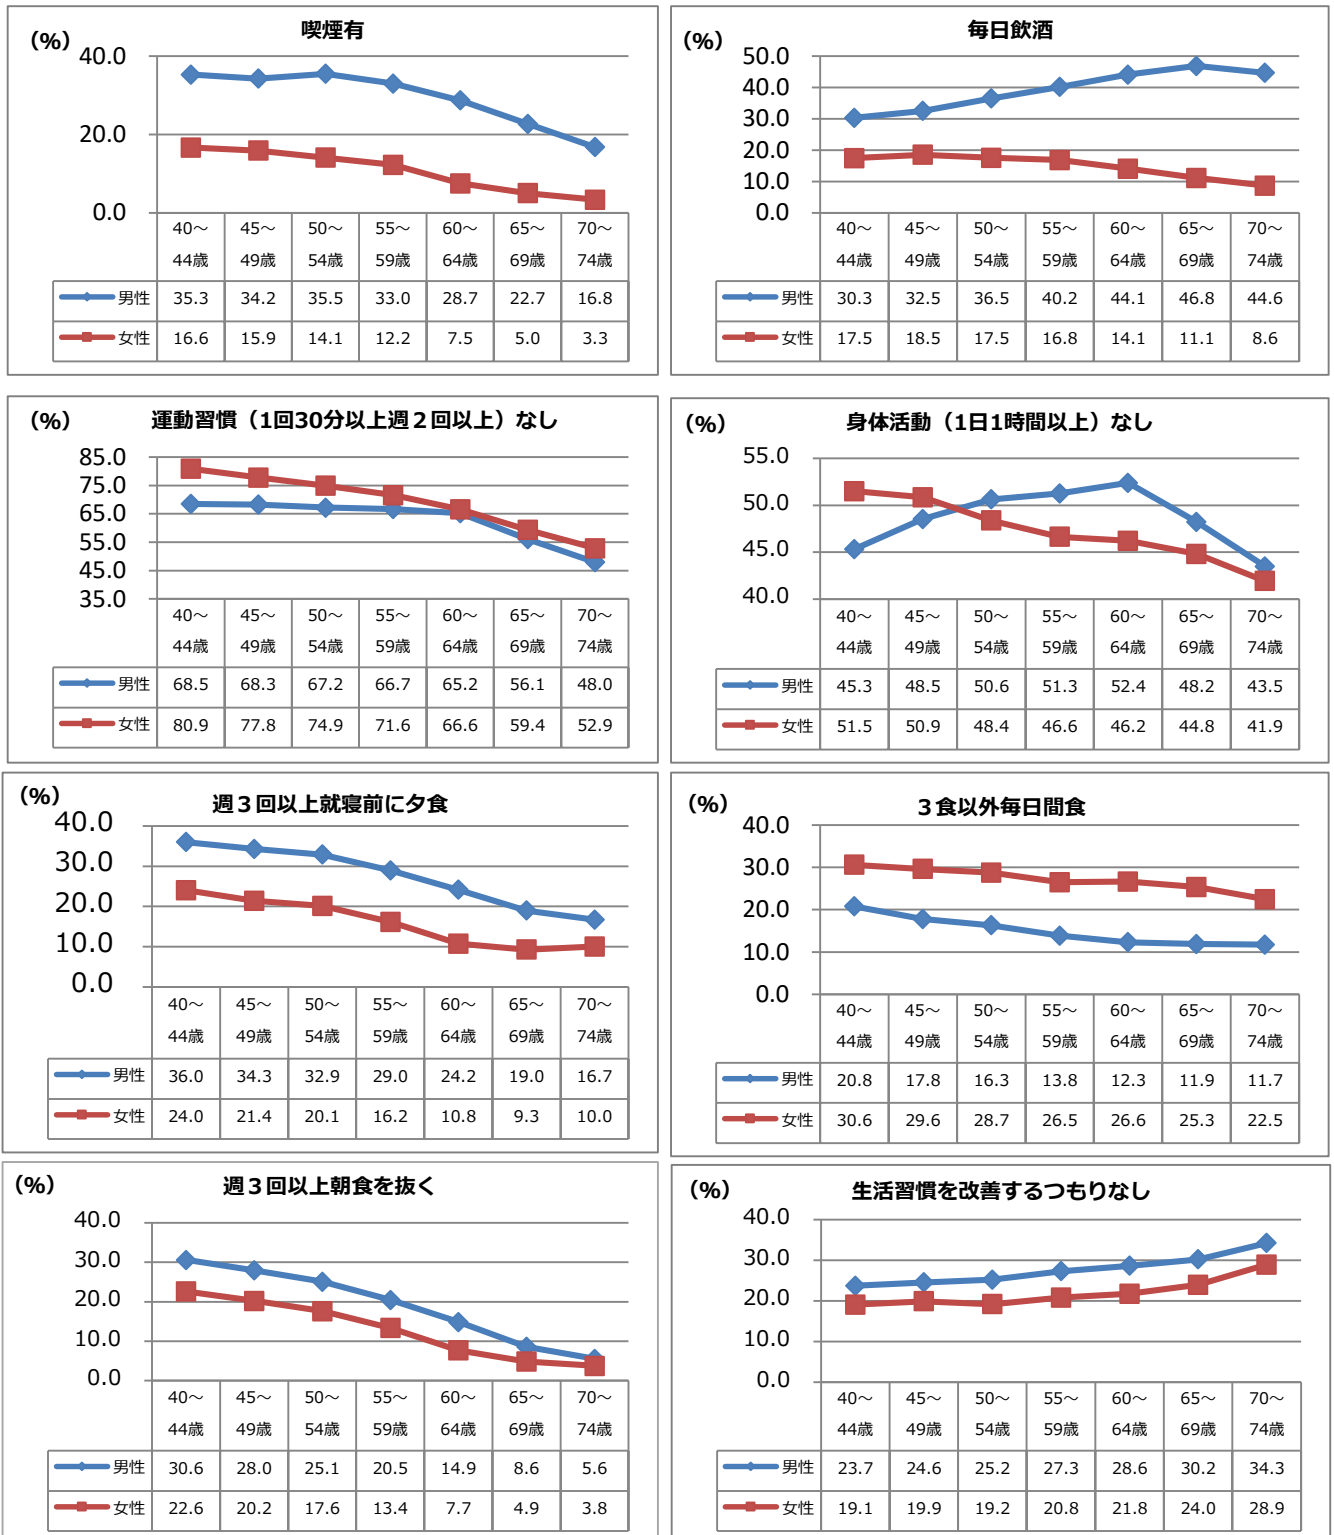 喫煙有
(%)
40.0
20.0
0.0
40～ 45～ 50～ 55～ 60～ 65～ 70～
44歳 49歳 54歳 59歳 64歳 69歳 74歳
男性 35.3 34.2 35.5 33.0 28.7 22.7 16.8
女性 16.6 15.9 14.1 12.2 7.5 5.0 3.3
毎日飲酒
(%)
50.0
40.0
30.0
20.0
10.0
0.0
40～ 45～ 50～ 55～ 60～ 65～ 70～
44歳 49歳 54歳 59歳 64歳 69歳 74歳
男性 30.3 32.5 36.5 40.2 44.1 46.8 44.6
女性 17.5 18.5 17.5 16.8 14.1 11.1 8.6
(%) 運動習慣（1回30分以上週２回以上）なし
85.0
75.0
65.0
55.0
45.0
35.0
40～ 45～ 50～ 55～ 60～ 65～ 70～
44歳 49歳 54歳 59歳 64歳 69歳 74歳
男性 68.5 68.3 67.2 66.7 65.2 56.1 48.0
女性 80.9 77.8 74.9 71.6 66.6 59.4 52.9
(%) 身体活動（1日1時間以上）なし
55.0
50.0
45.0
40.0
40～ 45～ 50～ 55～ 60～ 65～ 70～
44歳 49歳 54歳 59歳 64歳 69歳 74歳
男性 45.3 48.5 50.6 51.3 52.4 48.2 43.5
女性 51.5 50.9 48.4 46.6 46.2 44.8 41.9
(%) 週３回以上就寝前に夕食
40.0
30.0
20.0
10.0
0.0
40～ 45～ 50～ 55～ 60～ 65～ 70～
44歳 49歳 54歳 59歳 64歳 69歳 74歳
男性 36.0 34.3 32.9 29.0 24.2 19.0 16.7
女性 24.0 21.4 20.1 16.2 10.8 9.3 10.0
(%) ３食以外毎日間食
40.0
30.0
20.0
10.0
0.0
40～ 45～ 50～ 55～ 60～ 65～ 70～
44歳 49歳 54歳 59歳 64歳 69歳 74歳
男性 20.8 17.8 16.3 13.8 12.3 11.9 11.7
女性 30.6 29.6 28.7 26.5 26.6 25.3 22.5
(%) 週３回以上朝食を抜く
40.0
30.0
20.0
10.0
0.0
40～ 45～ 50～ 55～ 60～ 65～ 70～
44歳 49歳 54歳 59歳 64歳 69歳 74歳
男性 30.6 28.0 25.1 20.5 14.9 8.6 5.6
女性 22.6 20.2 17.6 13.4 7.7 4.9 3.8
(%) 生活習慣を改善するつもりなし
40.0
30.0
20.0
10.0
0.0
40～ 45～ 50～ 55～ 60～ 65～ 70～
44歳 49歳 54歳 59歳 64歳 69歳 74歳
男性 23.7 24.6 25.2 27.3 28.6 30.2 34.3
女性 19.1 19.9 19.2 20.8 21.8 24.0 28.9